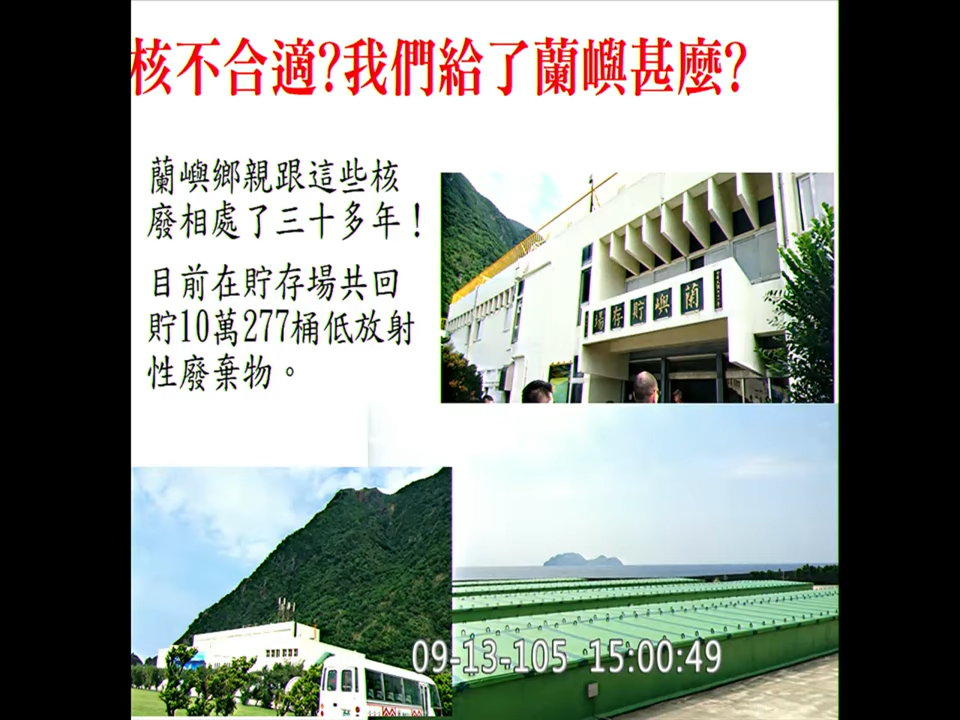 核不合適?我們給了蘭嶼甚麼?
蘭嶼鄉親跟這些核
廢相處了三十多年！
目前在貯存場共回
貯10萬277桶低放射
性廢棄物。
場存貯嶼蘭
09-13-105 15:00:49